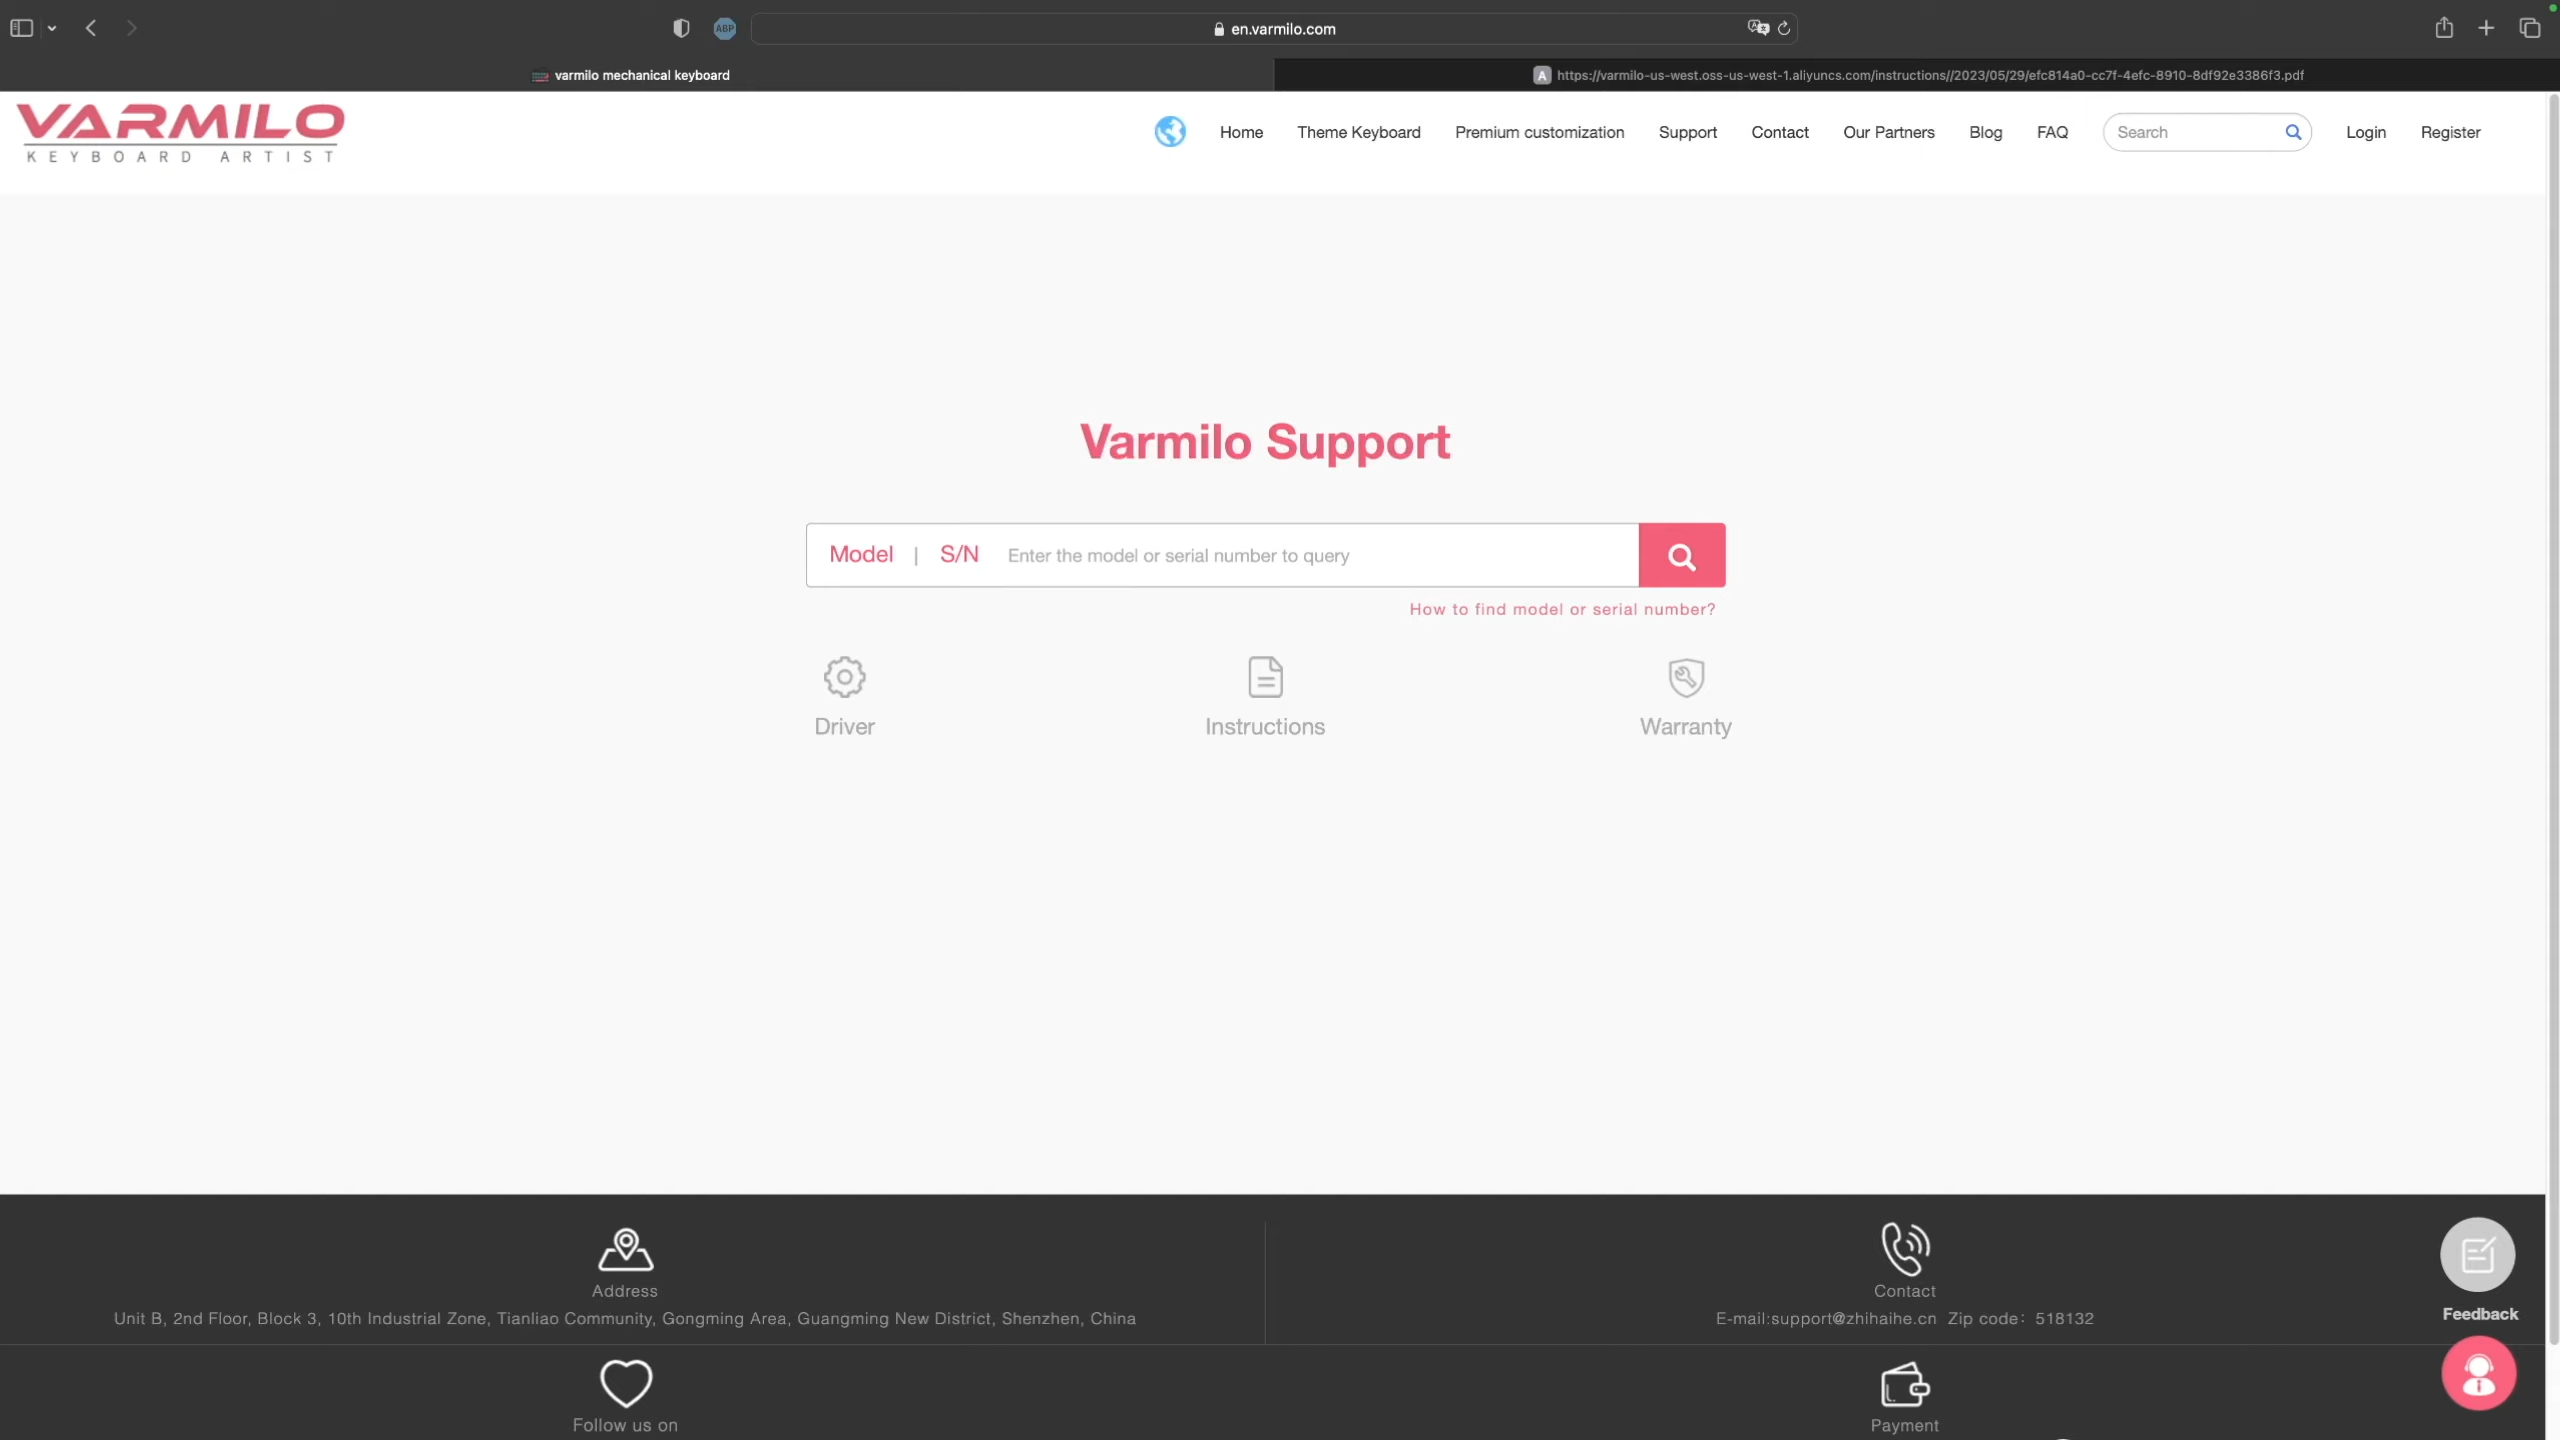 ABP
en.varmilo.com
varmilo mechanical keyboard
A https://varmilo-us-west.oss-us-west-1.aliyuncs.com/instructions//2023/05/29/efc814a0-cc7f-4efc-8910-8df92e3386f3.pdf
VARMILO
KEYBOARD ARTIST
Home Theme Keyboard Premium customization Support Contact Our Partners Blog FAQ Search Login Register
Varmilo Support
Model | S/N Enter the model or serial number to query
How to find model or serial number?
Driver Instructions Warranty
Address
Unit B, 2nd Floor, Block 3, 10th Industrial Zone, Tianliao Community, Gongming Area, Guangming New District, Shenzhen, China
Contact
E-mail:support@zhihaihe.cn Zip code: 518132
Feedback
Follow us on
Payment